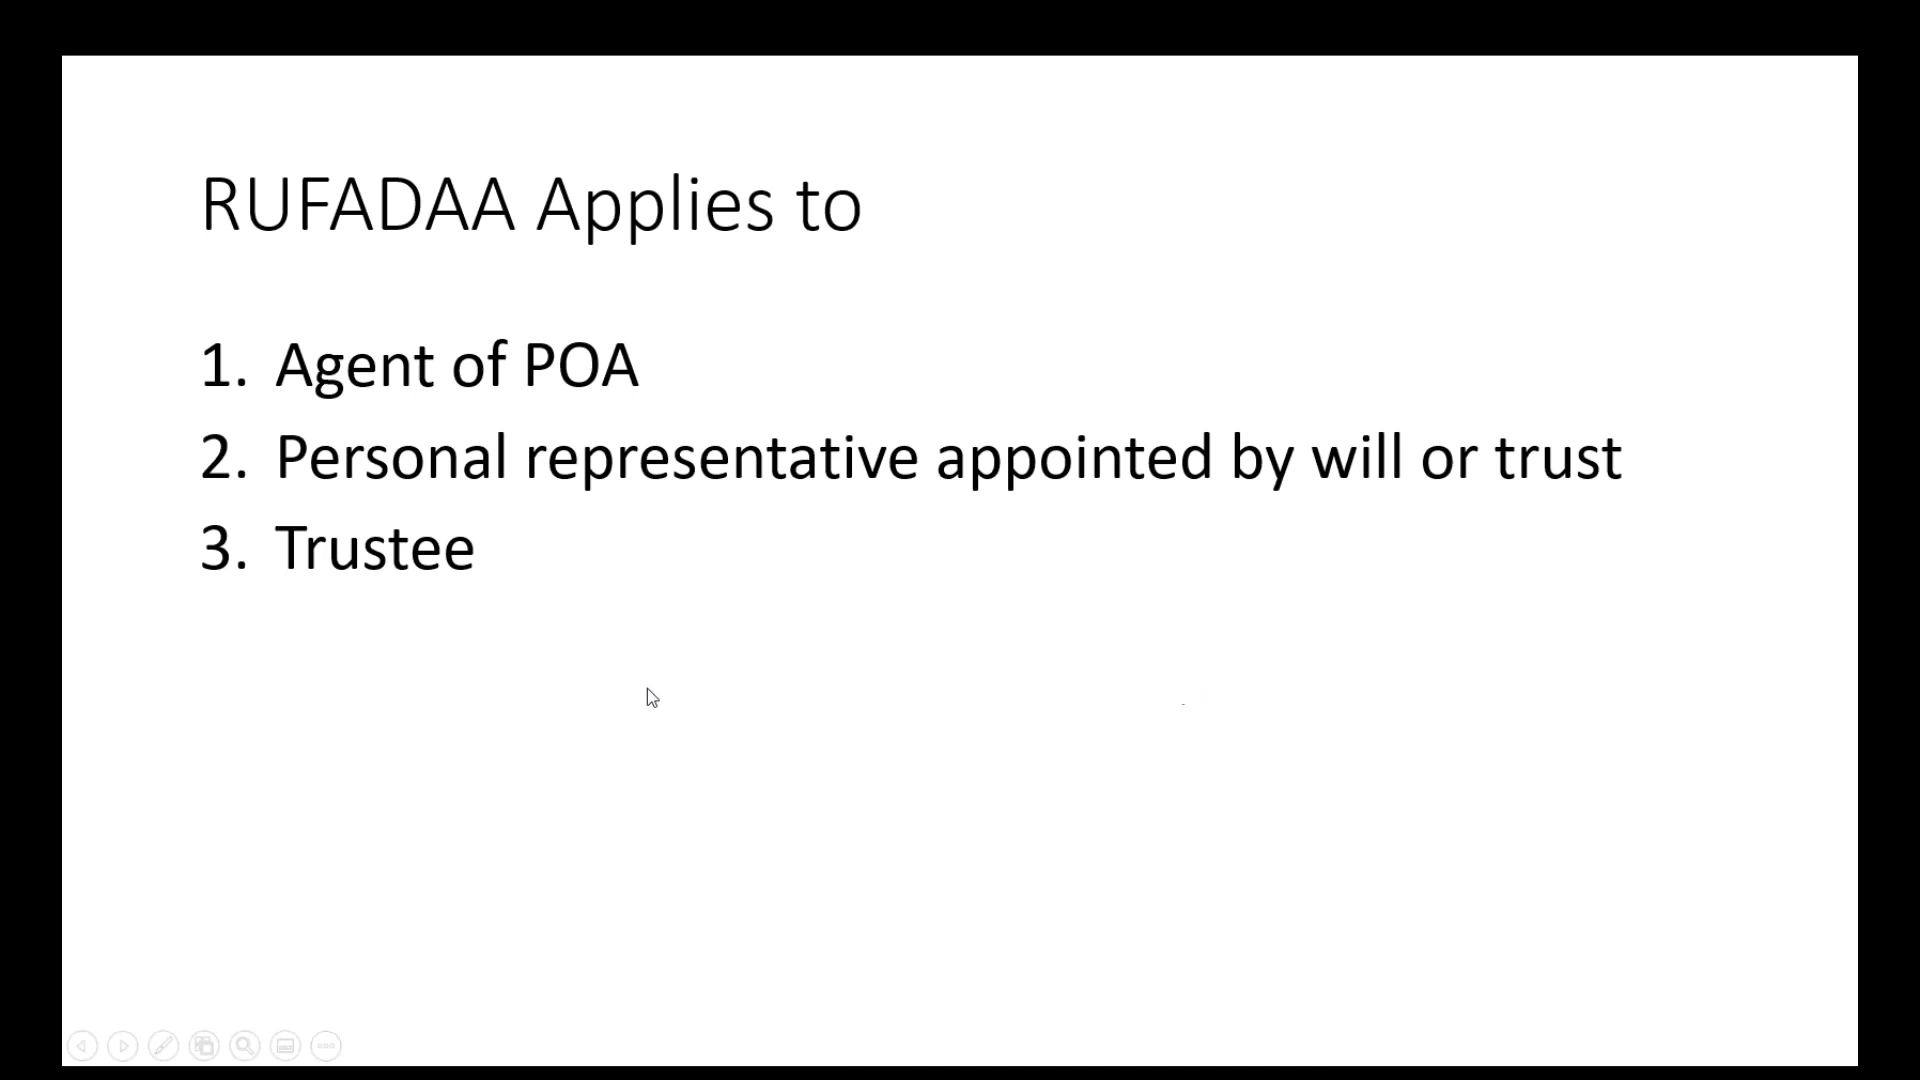 RUFADAA Applies to
1. Agent of POA
2. Personal representative appointed by will or trust
3. Trustee